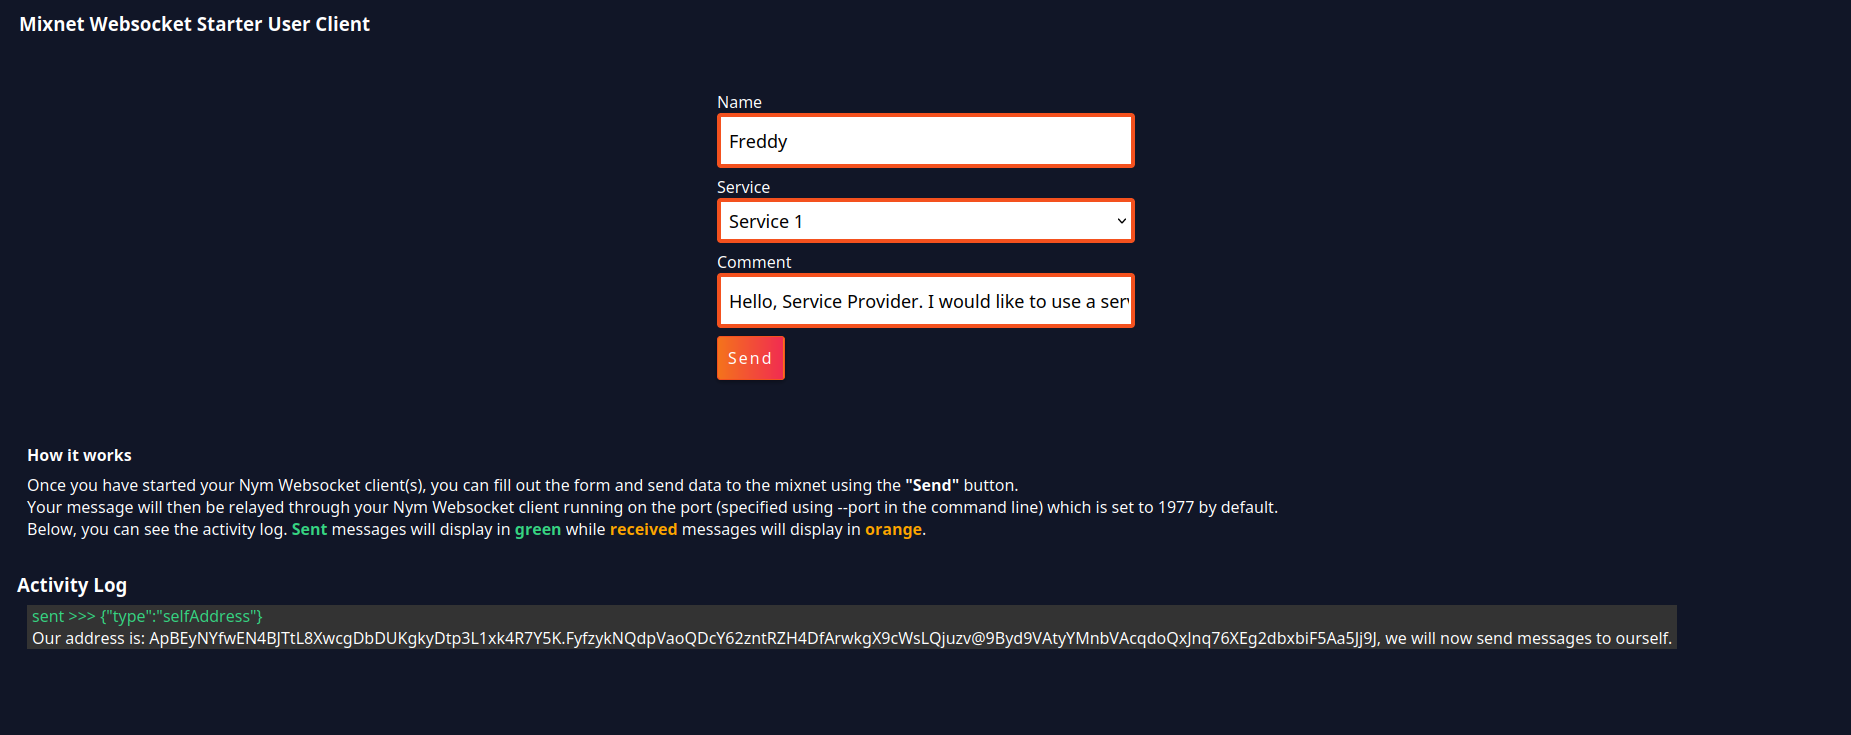 Mixnet Websocket Starter User Client
Name
Freddy
Service
Service 1
Comment
Hello, Service Provider. I would like to use a ser
Send
How it works
Once you have started your Nym Websocket client(s), you can fill out the form and send data to the mixnet using the "Send" button.
Your message will then be relayed through your Nym Websocket client running on the port (specified using --port in the command line) which is set to 1977 by default.
Below, you can see the activity log. Sent messages will display in green while received messages will display in orange.
Activity Log
sent >>> {"type":"selfAddress"}
Our address is: ApBEyNYfwEN4BJTtL8XwcgDbDUKgkyDtp3L1xk4R7Y5K.FyfzykNQdpVaoQDcY62zntRZH4DfArwkgX9cWsLQjuzv@9Byd9VAtyYMnbVAcqdoQxJnq76XEg2dbxbiF5Aa5Jj9J, we will now send messages to ourself.